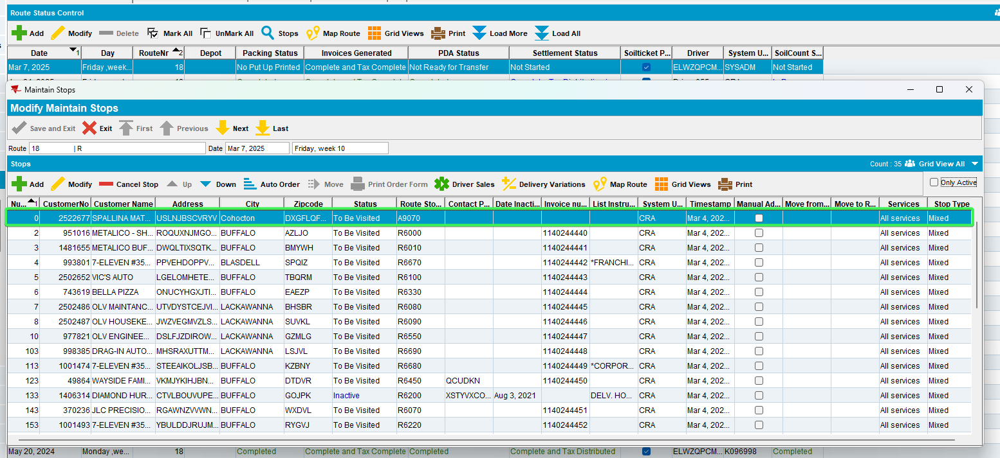 Route Status Control
Add Modify Delete Mark All UnMark All Stops Map Route Grid Views Print Load More Load All
Date 1 Day RouteNr 2 Depot Packing Status Invoices Generated PDA Status Settlement Status Soilticket P... Driver System U... SoilCount S...
Mar 7, 2025 Friday ,week... 18 No Put Up Printed Complete and Tax Complete Not Ready for Transfer Not Started ELWZQPCM... SYSADM Not Started
Maintain Stops
Modify Maintain Stops
Save and Exit Exit First Previous Next Last
Route 18 | R Date Mar 7, 2025 Friday, week 10
Stops Count : 35 Grid View All
Add Modify Cancel Stop Up Down Auto Order Move Print Order Form Driver Sales Delivery Variations Map Route Grid Views Print Only Active
Nu... 1 CustomerNo Customer Name Address City Zipcode Status Route Sto... Contact P... Date Inacti... Invoice nu... List Instru... System U... Timestamp Manual Ad... Move from... Move to R... Services Stop Type
0 2522677 SPALLINA MAT... USLNJBSCVRYV Cohocton DXGFLQF... To Be Visited A9070 CRA Mar 4, 202... All services Mixed
2 951016 METALICO - SH... ROQUXNJMGO... BUFFALO AZLJO To Be Visited R6000 1140244440 CRA Mar 4, 202... All services Mixed
3 1481655 METALICO BUF... DWQLTIXSQTK... BUFFALO BMYWH To Be Visited R6010 1140244441 CRA Mar 4, 202... All services Mixed
4 993801 7-ELEVEN #35... PPVEHDOPPV... BLASDELL SPQIZ To Be Visited R6670 1140244442 *FRANCHI... CRA Mar 4, 202... All services Mixed
5 2502652 VIC'S AUTO LGELOMHETE... BUFFALO TBQRM To Be Visited R6100 1140244443 CRA Mar 4, 202... All services Mixed
6 743619 BELLA PIZZA ONUCYHGXJTI... BUFFALO EAEZP To Be Visited R6330 1140244444 CRA Mar 4, 202... All services Mixed
7 2502486 OLV MAINTANC... UTVDYSTCEJVI... LACKAWANNA BHSBR To Be Visited R6080 1140244445 CRA Mar 4, 202... All services Mixed
8 2502487 OLV HOUSEKE... JWZVEGMVZLS... LACKAWANNA SUVKL To Be Visited R6090 1140244446 CRA Mar 4, 202... All services Mixed
10 977821 OLV ENGINEE... DSLFJZDIROW... LACKAWANNA GZMLG To Be Visited R6550 1140244447 CRA Mar 4, 202... All services Mixed
103 998385 DRAG-IN AUTO... MHSRAXUTTM... LACKAWANNA LSJVL To Be Visited R6690 1140244448 CRA Mar 4, 202... All services Mixed
113 1001474 7-ELEVEN #35... STEEAIKOLJSB... BUFFALO KZBNY To Be Visited R6680 1140244449 *CORPOR... CRA Mar 4, 202... All services Mixed
123 49864 WAYSIDE FAMI... VKMJYKIHJBN... BUFFALO DTDVR To Be Visited R6450 QCUDKN 1140244450 CRA Mar 4, 202... All services Mixed
133 1406314 DIAMOND HUR... CTVLBOUVUPE... BUFFALO GOJPK Inactive R6200 XSTYVXCO... Aug 3, 2021 DELV. HO... CRA Mar 4, 202... All services Mixed
143 370236 JLC PRECISIO... RGAWNZVVWN... BUFFALO WXDVL To Be Visited R6070 1140244451 CRA Mar 4, 202... All services Mixed
153 1001493 7-ELEVEN #35... YBULDDJRUJM... BUFFALO RYGVJ To Be Visited R6220 1140244452 CRA Mar 4, 202... All services Mixed
May 20, 2024 Monday ,we... 18 Completed Complete and Tax Complete Completed Complete and Tax Distributed ELWZQPCM... K096998 Completed